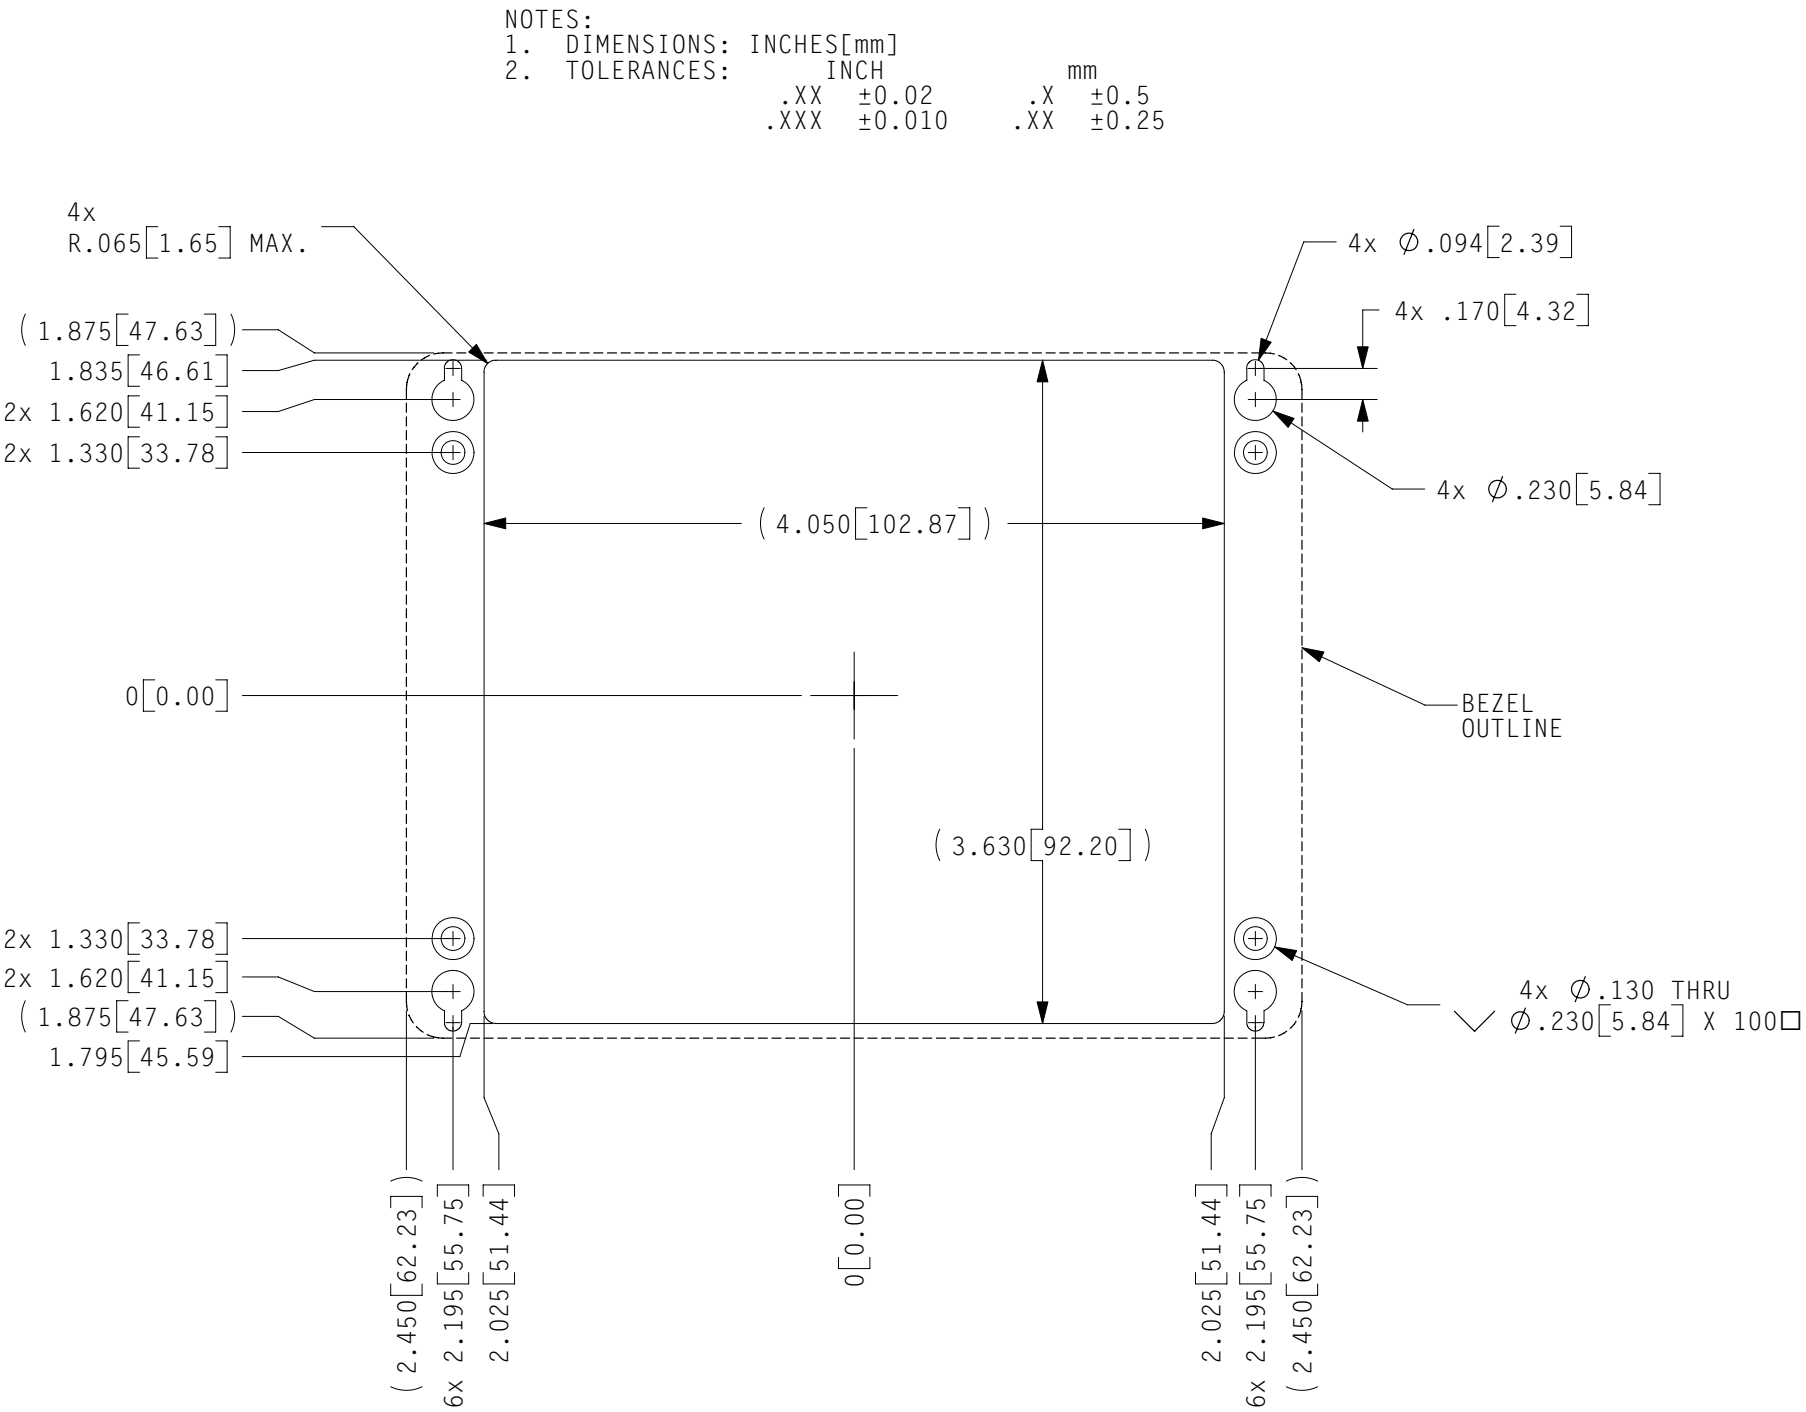 NOTES:
1. DIMENSIONS: INCHES[mm]
2. TOLERANCES: INCH mm
.XX ±0.02 .X ±0.5
.XXX ±0.010 .XX ±0.25
4x
R.065[1.65] MAX.
4x Ø.094[2.39]
4x .170[4.32]
(1.875[47.63])
1.835[46.61]
2x 1.620[41.15]
2x 1.330[33.78]
4x Ø.230[5.84]
(4.050[102.87])
0[0.00]
BEZEL
OUTLINE
(3.630[92.20])
2x 1.330[33.78]
2x 1.620[41.15]
(1.875[47.63])
1.795[45.59]
4x Ø.130 THRU
Ø.230[5.84] X 100□
(2.450[62.23])
6x 2.195[55.75]
2.025[51.44]
0[0.00]
2.025[51.44]
6x 2.195[55.75]
(2.450[62.23])